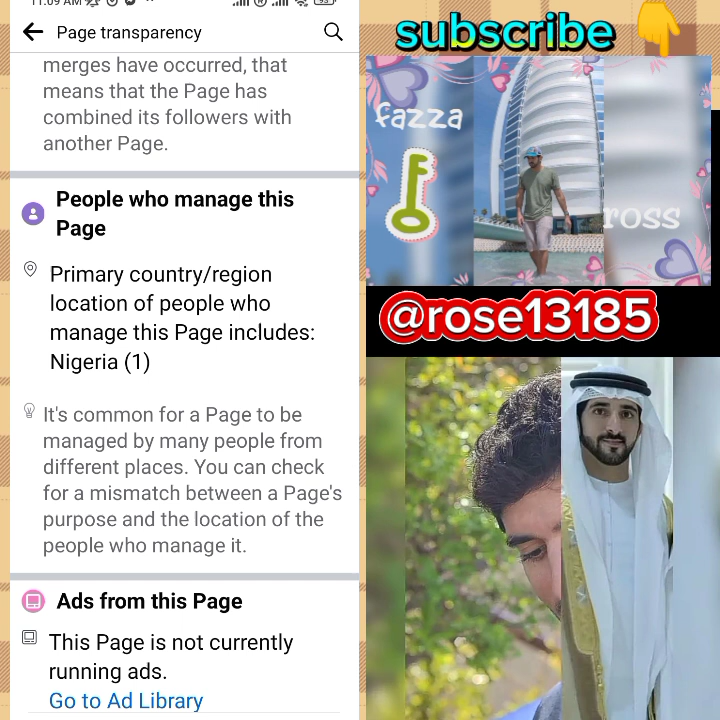 11:09 AM
Page transparency
merges have occurred, that
means that the Page has
combined its followers with
another Page.
People who manage this
Page
Primary country/region
location of people who
manage this Page includes:
Nigeria (1)
It's common for a Page to be
managed by many people from
different places. You can check
for a mismatch between a Page's
purpose and the location of the
people who manage it.
Ads from this Page
This Page is not currently
running ads.
Go to Ad Library
subscribe
fazza
ross
@rose13185